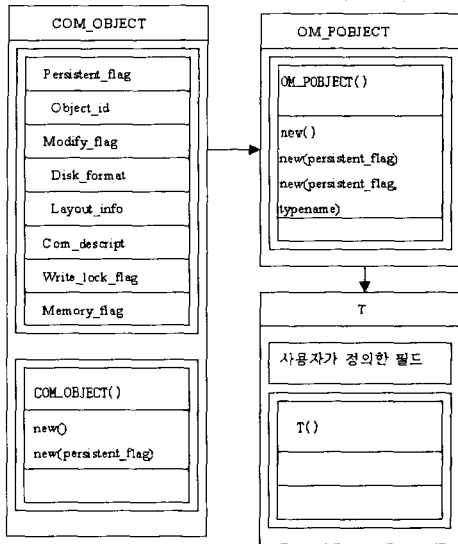 COM_OBJECT
Persistent_flag
Object_id
Modify_flag
Disk_format
Layout_info
Com_descript
Write_lock_flag
Memory_flag
COM_OBJECT()
new()
new(persistent_flag)
OM_POBJECT
OM_POBJECT()
new()
new(persistent_flag)
new(persistent_flag,
typename)
T
사용자가 정의한 필드
T()